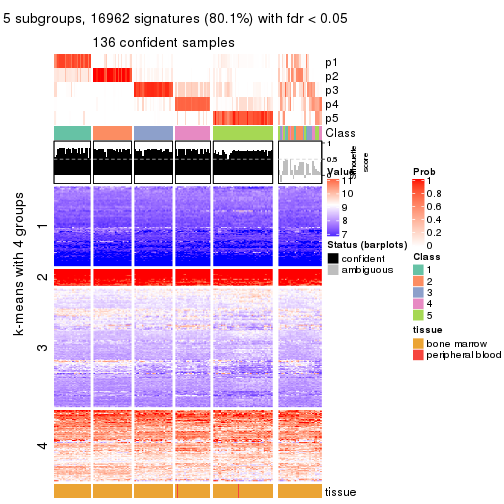 5 subgroups, 16962 signatures (80.1%) with fdr < 0.05
136 confident samples
p1
p2
p3
p4
p5
Class
1
0.5
0
Silhouette
score
k-means with 4 groups
1
2
3
4
Value
11
10
9
8
7
Status (barplots)
confident
ambiguous
Prob
1
0.8
0.6
0.4
0.2
0
Class
1
2
3
4
5
tissue
bone marrow
peripheral blood
tissue